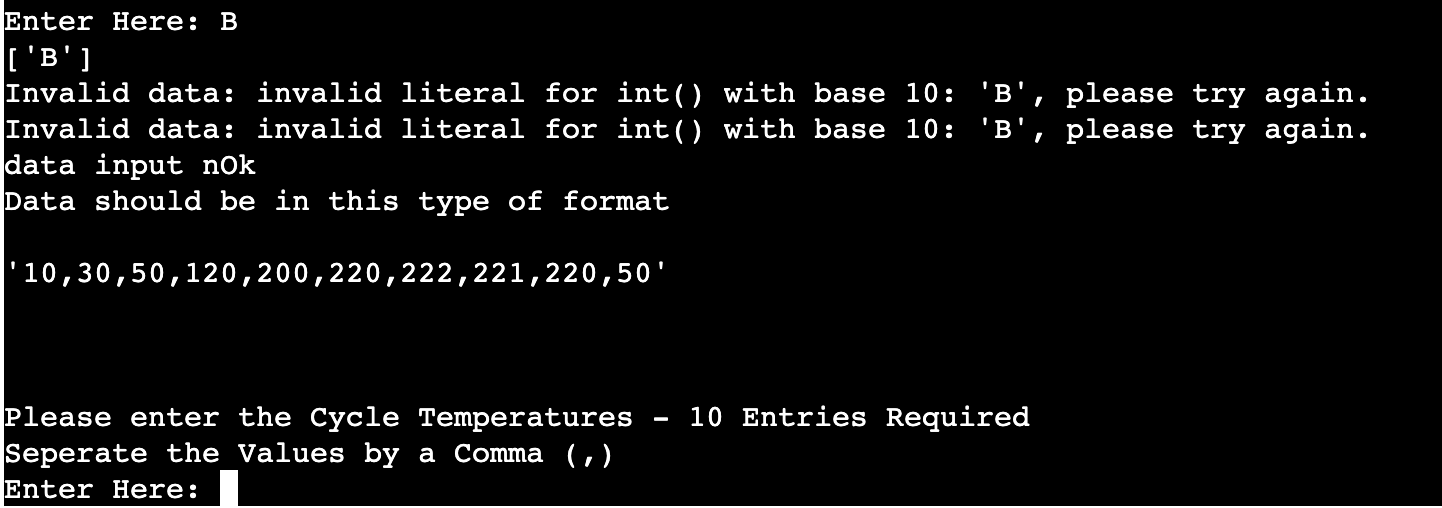 Enter Here: B
['B']
Invalid data: invalid literal for int() with base 10: 'B', please try again.
Invalid data: invalid literal for int() with base 10: 'B', please try again.
data input nOk
Data should be in this type of format
'10,30,50,120,200,220,222,221,220,50'
Please enter the Cycle Temperatures - 10 Entries Required
Seperate the Values by a Comma (,)
Enter Here: